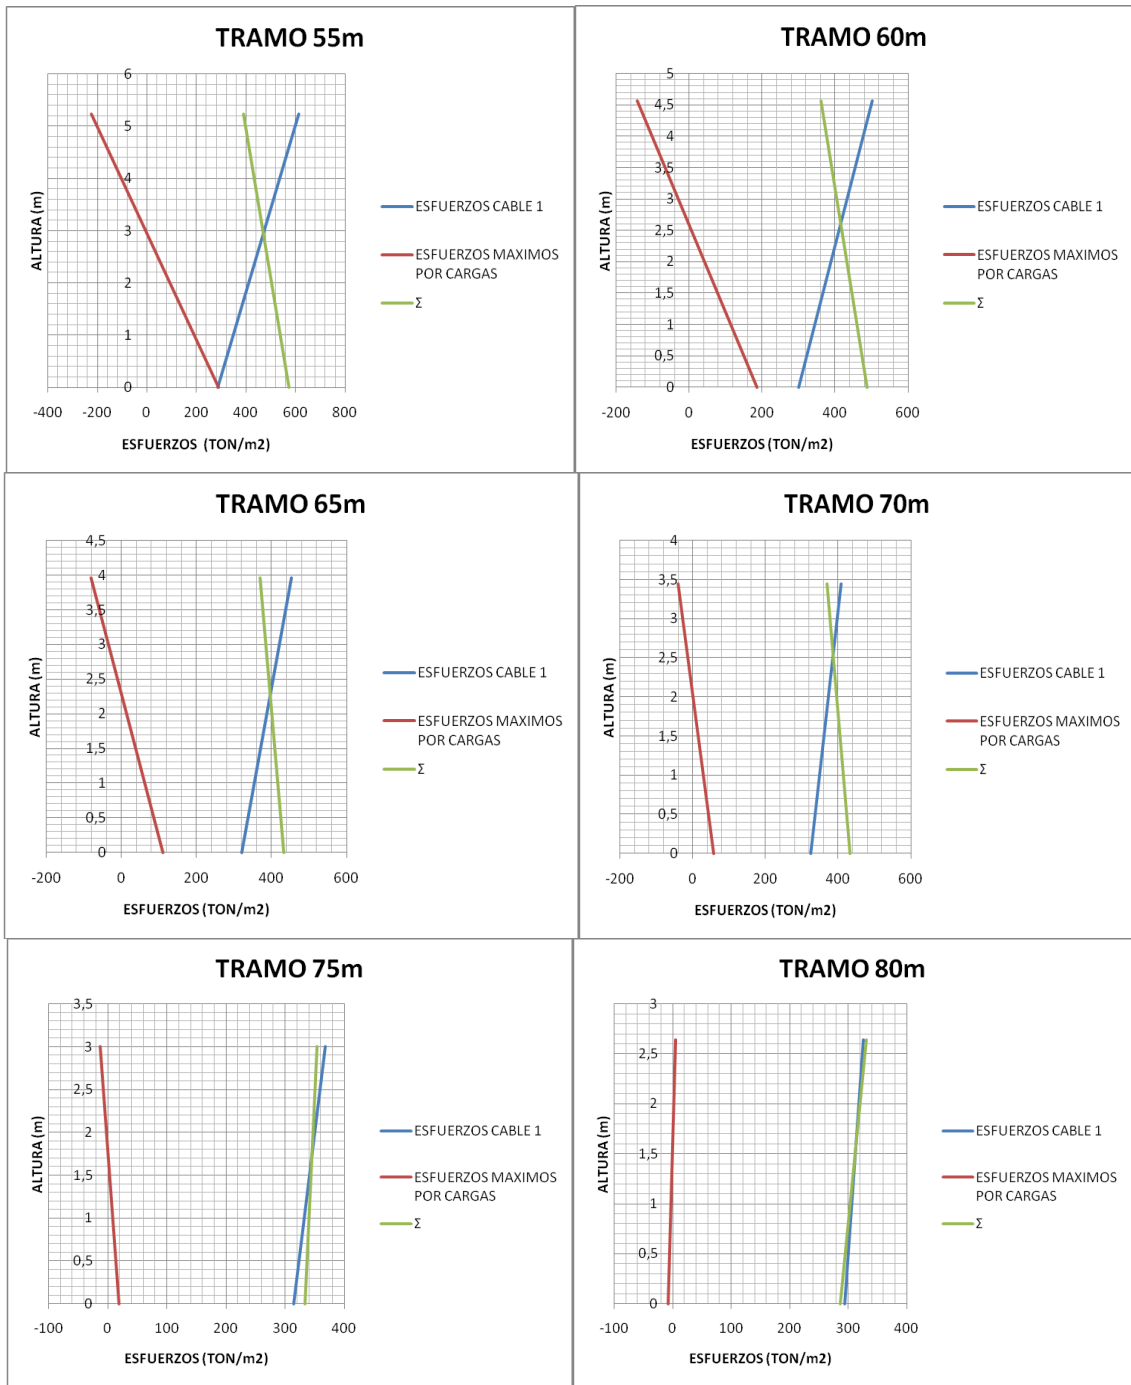 TRAMO 55m
6
5
4
3
2
1
0
-400 -200 0 200 400 600 800
ALTURA (m)
ESFUERZOS (TON/m2)
ESFUERZOS CABLE 1
ESFUERZOS MAXIMOS
POR CARGAS
Σ
TRAMO 60m
5
4,5
4
3,5
3
2,5
2
1,5
1
0,5
0
-200 0 200 400 600
ALTURA (m)
ESFUERZOS (TON/m2)
ESFUERZOS CABLE 1
ESFUERZOS MAXIMOS
POR CARGAS
Σ
TRAMO 65m
4,5
4
3,5
3
2,5
2
1,5
1
0,5
0
-200 0 200 400 600
ALTURA (m)
ESFUERZOS (TON/m2)
ESFUERZOS CABLE 1
ESFUERZOS MAXIMOS
POR CARGAS
Σ
TRAMO 70m
4
3,5
3
2,5
2
1,5
1
0,5
0
-200 0 200 400 600
ALTURA (m)
ESFUERZOS (TON/m2)
ESFUERZOS CABLE 1
ESFUERZOS MAXIMOS
POR CARGAS
Σ
TRAMO 75m
3,5
3
2,5
2
1,5
1
0,5
0
-100 0 100 200 300 400
ALTURA (m)
ESFUERZOS (TON/m2)
ESFUERZOS CABLE 1
ESFUERZOS MAXIMOS
POR CARGAS
Σ
TRAMO 80m
3
2,5
2
1,5
1
0,5
0
-100 0 100 200 300 400
ALTURA (m)
ESFUERZOS (TON/m2)
ESFUERZOS CABLE 1
ESFUERZOS MAXIMOS
POR CARGAS
Σ